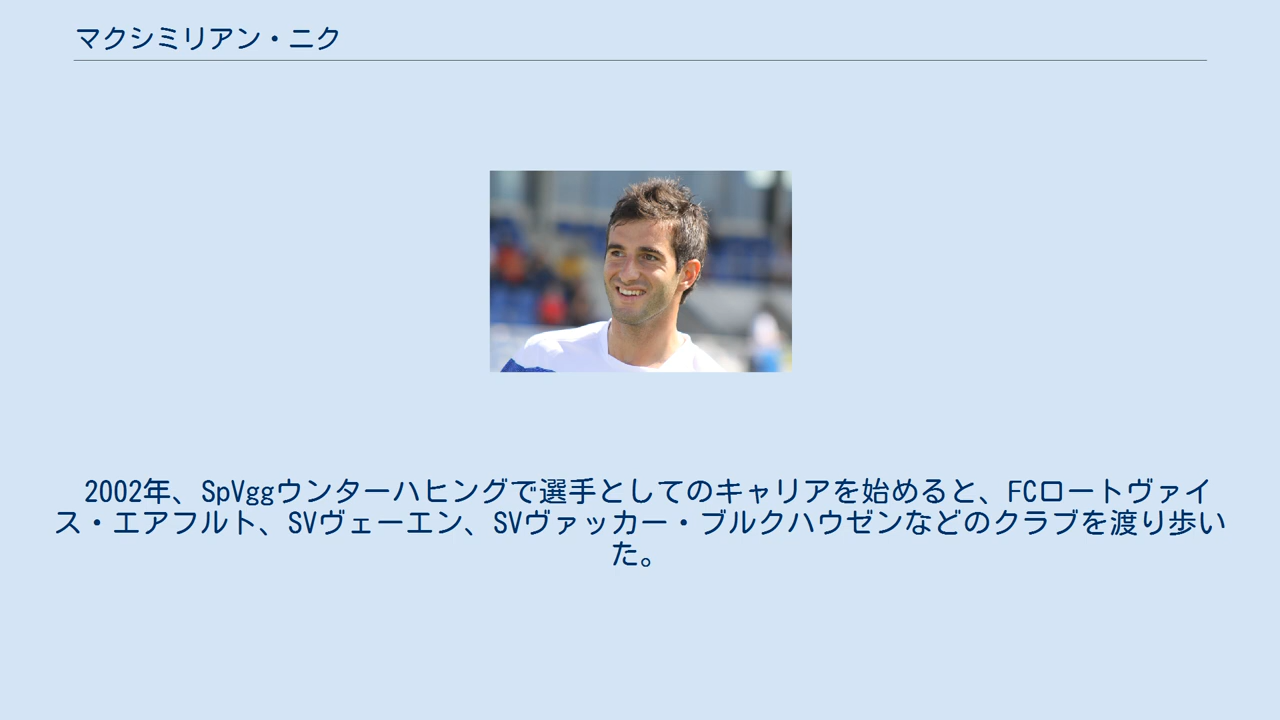 マクシミリアン・ニク
2002年、SpVggウンターハヒングで選手としてのキャリアを始めると、FCロートヴァイ
ス・エアフルト、SVヴェーエン、SVヴァッカー・ブルクハウゼンなどのクラブを渡り歩い
た。